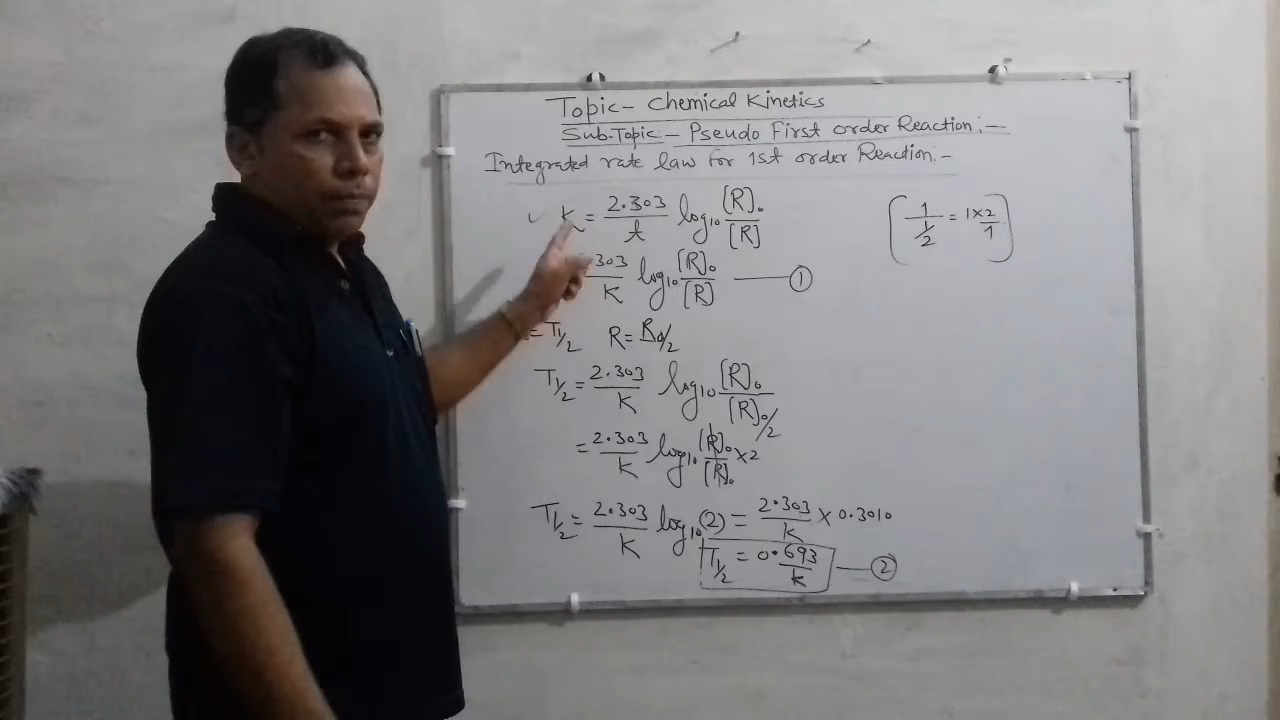 Topic- Chemical Kinetics
Sub-Topic - Pseudo First order Reaction:-
Integrated rate law for 1st order Reaction:-
K = 2.303/t log₁₀ [R]₀/[R]
(1/(1/2) = 1×2/1)
303/K log₁₀ [R]₀/[R] — ①
= T1/2 R = R0/2
T1/2 = 2.303/K log₁₀ [R]₀/[R]₀/2
= 2.303/K log₁₀ [R]₀/[R]₀ ×2
T1/2 = 2.303/K log₁₀ (2) = 2.303/K × 0.3010
T1/2 = 0.693/K — ②